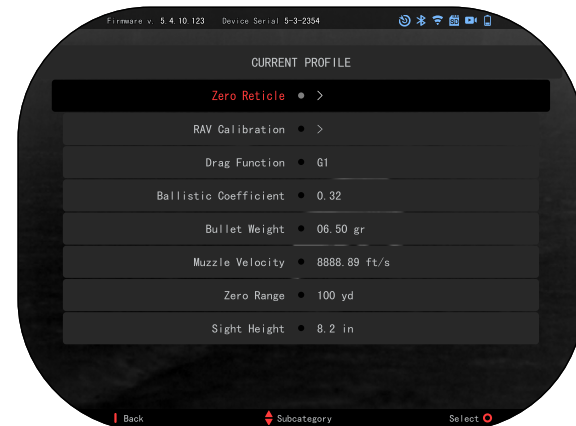 Firmware v. 5.4.10.123 Device Serial 5-3-2354
CURRENT PROFILE
Zero Reticle >
RAV Calibration >
Drag Function G1
Ballistic Coefficient 0.32
Bullet Weight 06.50 gr
Muzzle Velocity 8888.89 ft/s
Zero Range 100 yd
Sight Height 8.2 in
Back Subcategory Select